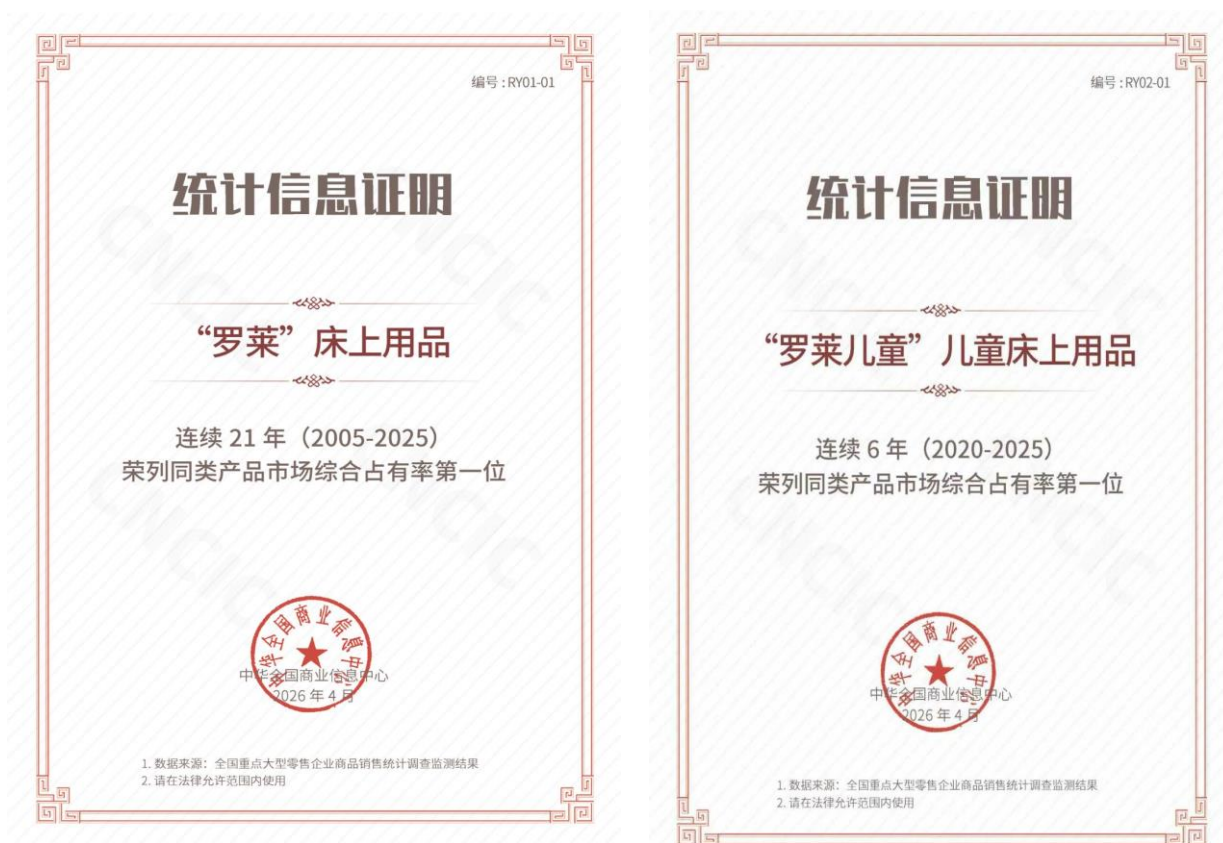 编号：RY01-01
统计信息证明
“罗莱”床上用品
连续 21 年（2005-2025）
荣列同类产品市场综合占有率第一位
中华全国商业信息中心
中华全国商业信息中心
2026 年 4 月
1. 数据来源：全国重点大型零售企业商品销售统计调查监测结果
2. 请在法律允许范围内使用
CNCIC
CNCIC
CNCIC
CNCIC
编号：RY02-01
统计信息证明
“罗莱儿童”儿童床上用品
连续 6 年（2020-2025）
荣列同类产品市场综合占有率第一位
中华全国商业信息中心
中华全国商业信息中心
2026 年 4 月
1. 数据来源：全国重点大型零售企业商品销售统计调查监测结果
2. 请在法律允许范围内使用
CNCIC
CNCIC
CNCIC
CNCIC